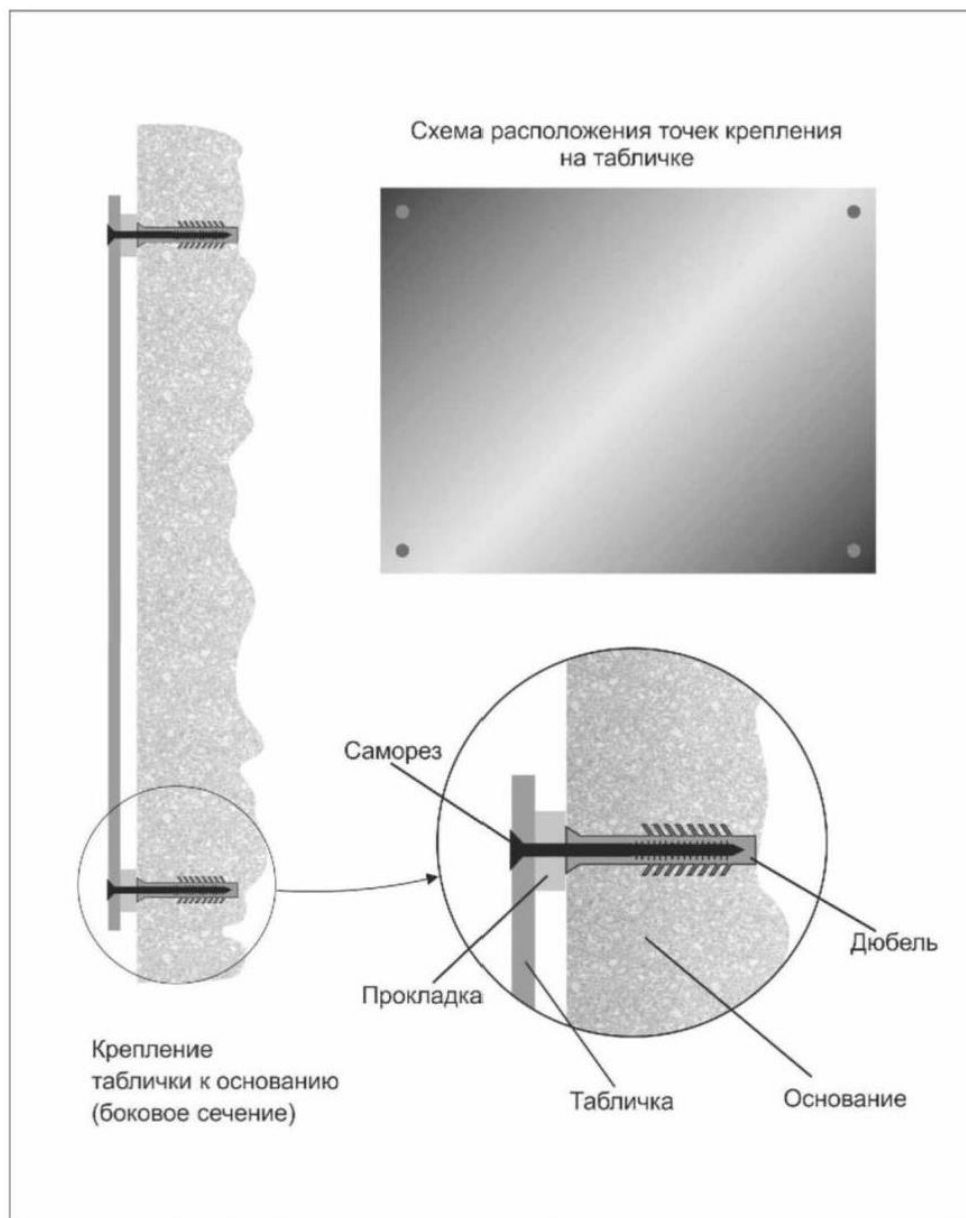 Схема расположения точек крепления
на табличке
Саморез
Дюбель
Прокладка
Табличка
Основание
Крепление
таблички к основанию
(боковое сечение)